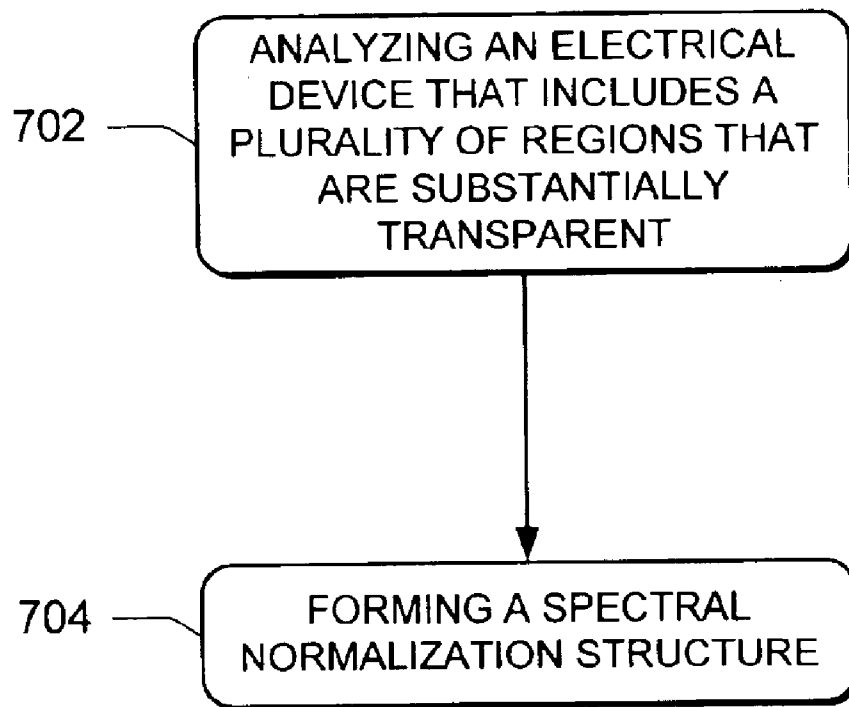 702
ANALYZING AN ELECTRICAL
DEVICE THAT INCLUDES A
PLURALITY OF REGIONS THAT
ARE SUBSTANTIALLY
TRANSPARENT
704
FORMING A SPECTRAL
NORMALIZATION STRUCTURE